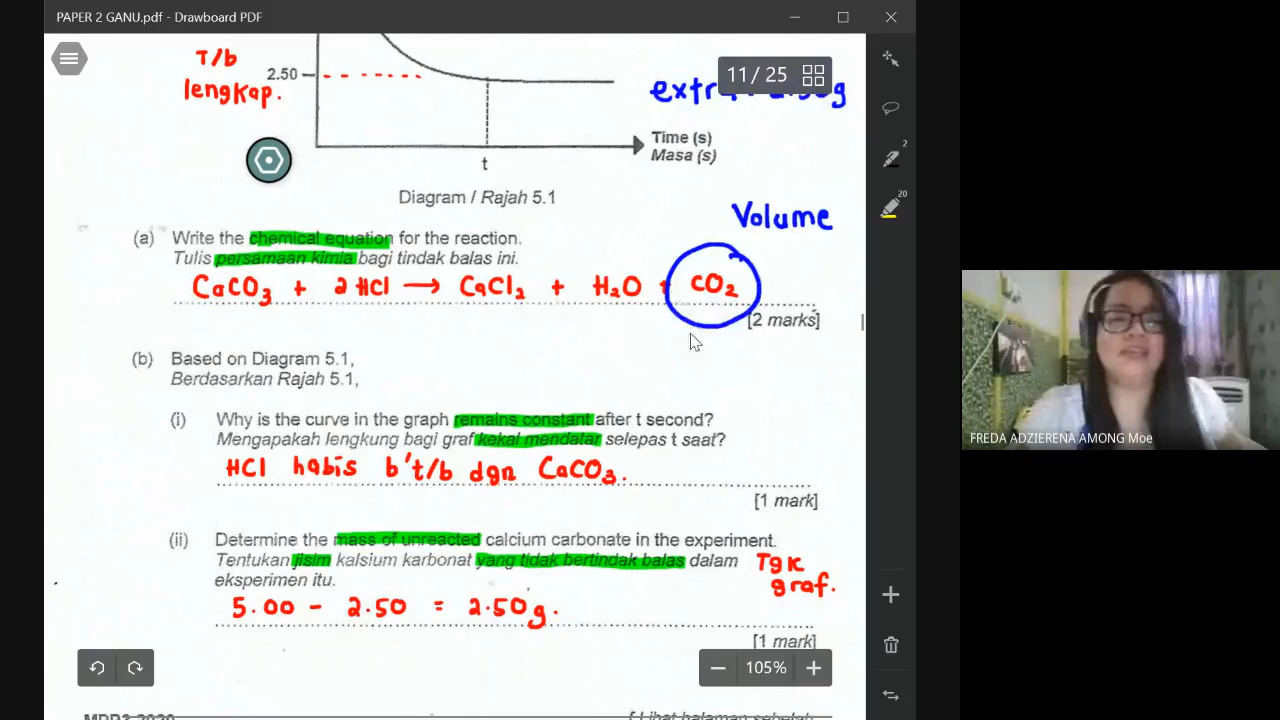 PAPER 2 GANU.pdf - Drawboard PDF
T/b
lengkap.
2.50
11 / 25
Time (s)
Masa (s)
t
Diagram / Rajah 5.1
Volume
(a) Write the chemical equation for the reaction.
Tulis persamaan kimia bagi tindak balas ini.
CaCO3 + 2HCl → CaCl2 + H2O + CO2
[2 marks]
(b) Based on Diagram 5.1,
Berdasarkan Rajah 5.1,
(i) Why is the curve in the graph remains constant after t second?
Mengapakah lengkung bagi graf kekal mendatar selepas t saat?
HCl habis b't/b dgn CaCO3.
[1 mark]
(ii) Determine the mass of unreacted calcium carbonate in the experiment.
Tentukan jisim kalsium karbonat yang tidak bertindak balas dalam
eksperimen itu.
Tgk
graf.
5.00 - 2.50 = 2.50g.
[1 mark]
105%
2
20
FREDA ADZIERENA AMONG Moe